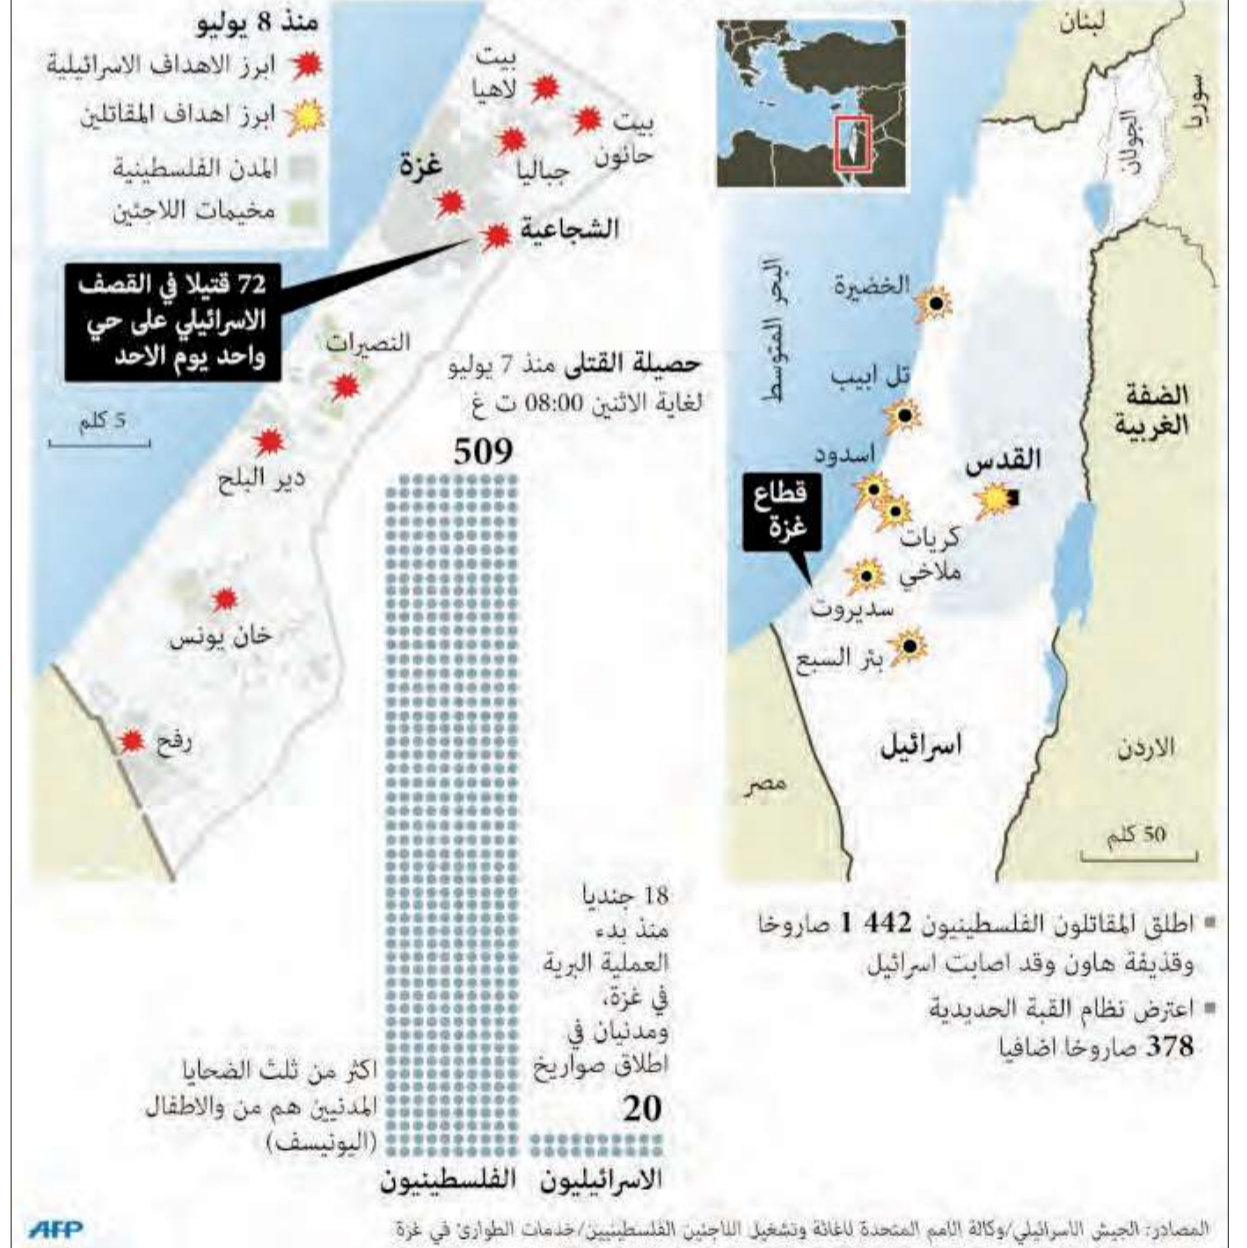 منذ 8 يوليو
ابرز الاهداف الاسرائيلية
ابرز اهداف المقاتلين
المدن الفلسطينية
مخيمات اللاجئين
بيت
لاهيا
بيت
حانون
جباليا
غزة
الشجاعية
72 قتيلا في القصف
الاسرائيلي على حي
واحد يوم الاحد
النصيرات
5 كلم
دير البلح
خان يونس
رفح
لبنان
سوريا
الجولان
البحر المتوسط
الخضيرة
تل ابيب
اسدود
القدس
الضفة
الغربية
قطاع
غزة
كريات
ملاخي
سديروت
بئر السبع
اسرائيل
مصر
الاردن
50 كلم
حصيلة القتلى منذ 7 يوليو
لغاية الاثنين 08:00 ت غ
509
18 جنديا
منذ بدء
العملية البرية
في غزة،
ومدنيان في
اطلاق صواريخ
20
اكثر من ثلث الضحايا
المدنيين هم من والاطفال
(اليونيسف)
الفلسطينيون
الاسرائيليون
اطلق المقاتلون الفلسطينيون 442 1 صاروخا
وقذيفة هاون وقد اصابت اسرائيل
اعترض نظام القبة الحديدية
378 صاروخا اضافيا
المصادر: الجيش الاسرائيلي/وكالة الامم المتحدة لاغاثة وتشغيل اللاجئين الفلسطينيين/خدمات الطوارئ في غزة
AFP